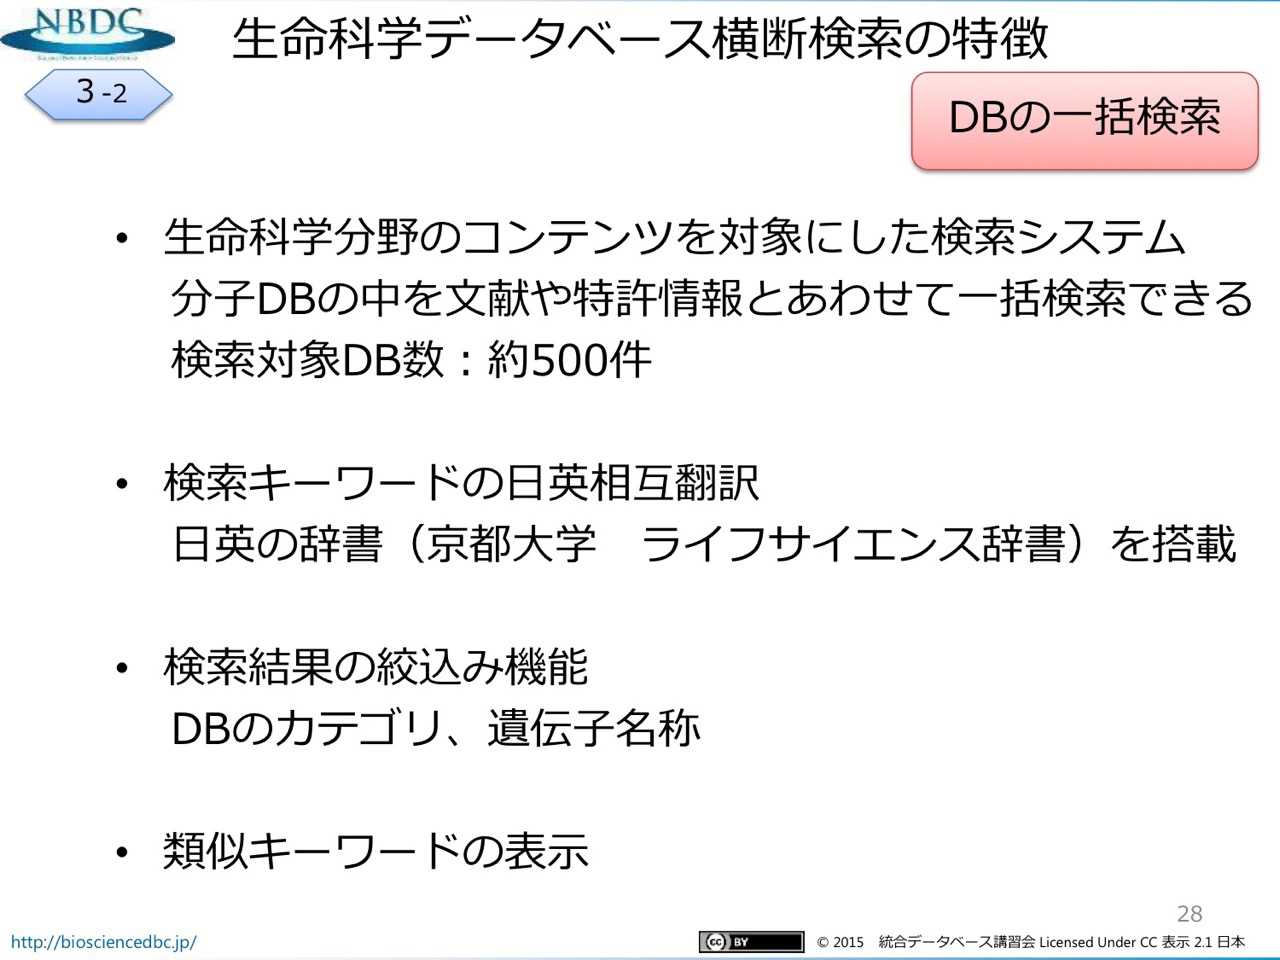 NBDC
生命科学データベース横断検索の特徴
3-2
DBの一括検索
• 生命科学分野のコンテンツを対象にした検索システム
分子DBの中を文献や特許情報とあわせて一括検索できる
検索対象DB数：約500件
• 検索キーワードの日英相互翻訳
日英の辞書（京都大学　ライフサイエンス辞書）を搭載
• 検索結果の絞込み機能
DBのカテゴリ、遺伝子名称
• 類似キーワードの表示
28
http://biosciencedbc.jp/
cc BY
© 2015　統合データベース講習会 Licensed Under CC 表示 2.1 日本